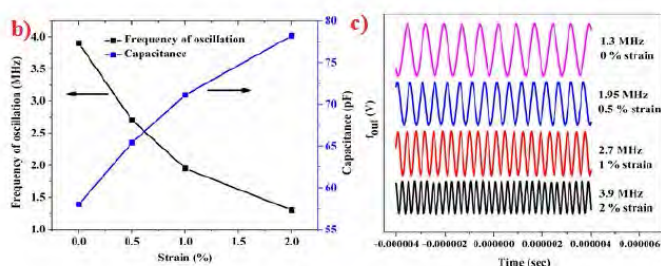 b)
Frequency of oscillation
Capacitance
Frequency of oscillation (MHz)
4.0
3.5
3.0
2.5
2.0
1.5
1.0
0.0 0.5 1.0 2.0
Strain (%)
80
75
70
65
60
55
Capacitance (pF)
c)
f_out (V)
1.3 MHz
0 % strain
1.95 MHz
0.5 % strain
2.7 MHz
1 % strain
3.9 MHz
2 % strain
-0.000004 -0.000002 0.000000 0.000002 0.000004 0.000006
Time (sec)